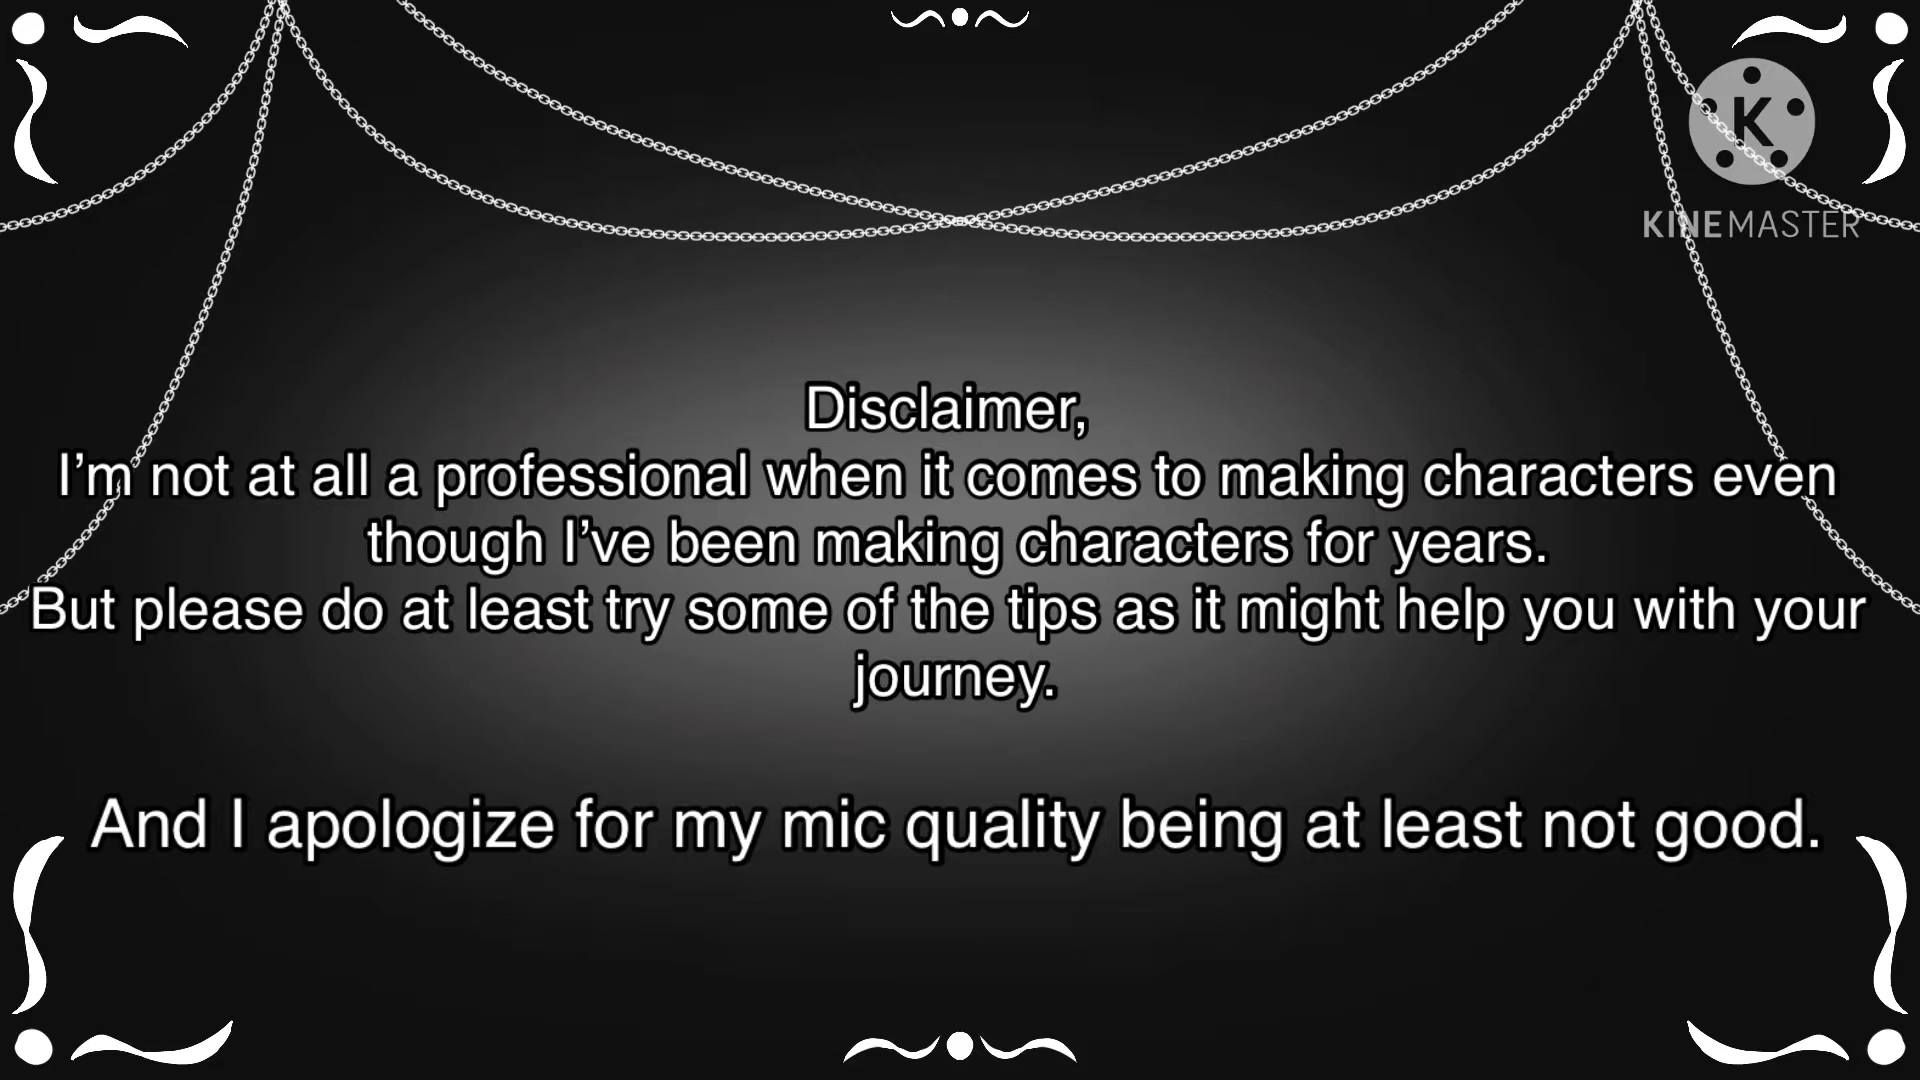 K
KINEMASTER
Disclaimer,
I’m not at all a professional when it comes to making characters even
though I’ve been making characters for years.
But please do at least try some of the tips as it might help you with your
journey.
And I apologize for my mic quality being at least not good.